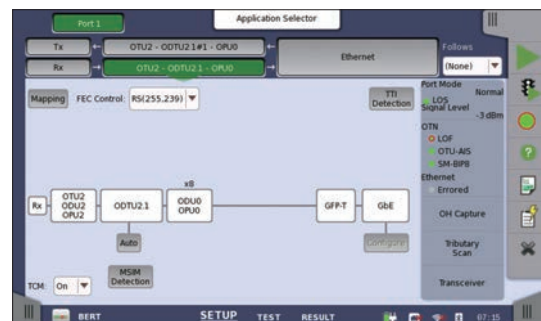 Port 1
Application Selector
Tx
OTU2 - ODTU2.1#1 - OPU0
Ethernet
Follows
Rx
OTU2 - ODTU2.1 - OPU0
(None)
Mapping
FEC Control:
RS(255,239)
TTI Detection
Port Mode
Normal
LOS
Signal Level
-3 dBm
OTN
LOF
OTU-AIS
SM-BIP8
Ethernet
Errored
x8
Rx
OTU2
ODU2
OPU2
ODTU2.1
ODU0
OPU0
GFP-T
GbE
OH Capture
Auto
Configure
Tributary
Scan
MSIM
Detection
TCM:
On
Transceiver
BERT
SETUP
TEST
RESULT
07:15